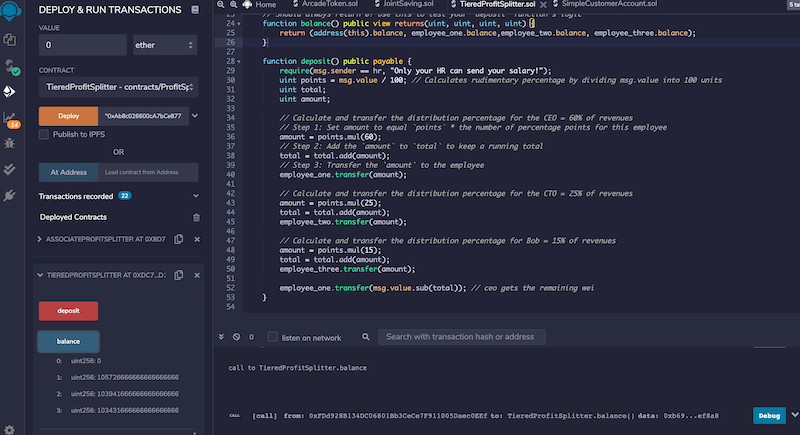 DEPLOY & RUN TRANSACTIONS
VALUE
0
ether
CONTRACT
TieredProfitSplitter - contracts/ProfitSp
Deploy
"0xAb8c026600cA7bCe877
Publish to IPFS
OR
At Address
Load contract from Address
Transactions recorded 22
Deployed Contracts
ASSOCIATEPROFITSPLITTER AT 0XBD7
TIEREDPROFITSPLITTER AT 0XDC7...D:
deposit
balance
0: uint256: 0
1: uint256:
2: uint256:
3: uint256:
14
Home
ArcadeToken.sol
JointSaving.sol
TieredProfitSplitter.sol
SimpleCustomerAccount.sol
5 ta
23 // Should always return 0! Use this to test your `deposit` function's logic
24 function balance() public view returns(uint, uint, uint, uint) {
25 return (address(this).balance, employee_one.balance,employee_two.balance, employee_three.balance);
26 }
27
28 function deposit() public payable {
29 require(msg.sender == hr, "Only your HR can send your salary!");
30 uint points = msg.value / 100; // Calculates rudimentary percentage by dividing msg.value into 100 units
31 uint total;
32 uint amount;
33
34 // Calculate and transfer the distribution percentage for the CEO = 60% of revenues
35 // Step 1: Set amount to equal `points` * the number of percentage points for this employee
36 amount = points.mul(60);
37 // Step 2: Add the `amount` to `total` to keep a running total
38 total = total.add(amount);
39 // Step 3: Transfer the `amount` to the employee
40 employee_one.transfer(amount);
41
42 // Calculate and transfer the distribution percentage for the CTO = 25% of revenues
43 amount = points.mul(25);
44 total = total.add(amount);
45 employee_two.transfer(amount);
46
47 // Calculate and transfer the distribution percentage for Bob = 15% of revenues
48 amount = points.mul(15);
49 total = total.add(amount);
50 employee_three.transfer(amount);
51
52 employee_one.transfer(msg.value.sub(total)); // ceo gets the remaining wei
53 }
54
0
listen on network
Search with transaction hash or address
call to TieredProfitSplitter.balance
CALL [call] from: 0xFDd928B134DC06801Bb3CeCe7F911005Daec0EEf to: TieredProfitSplitter.balance() data: 0xb69...ef8a8
Debug